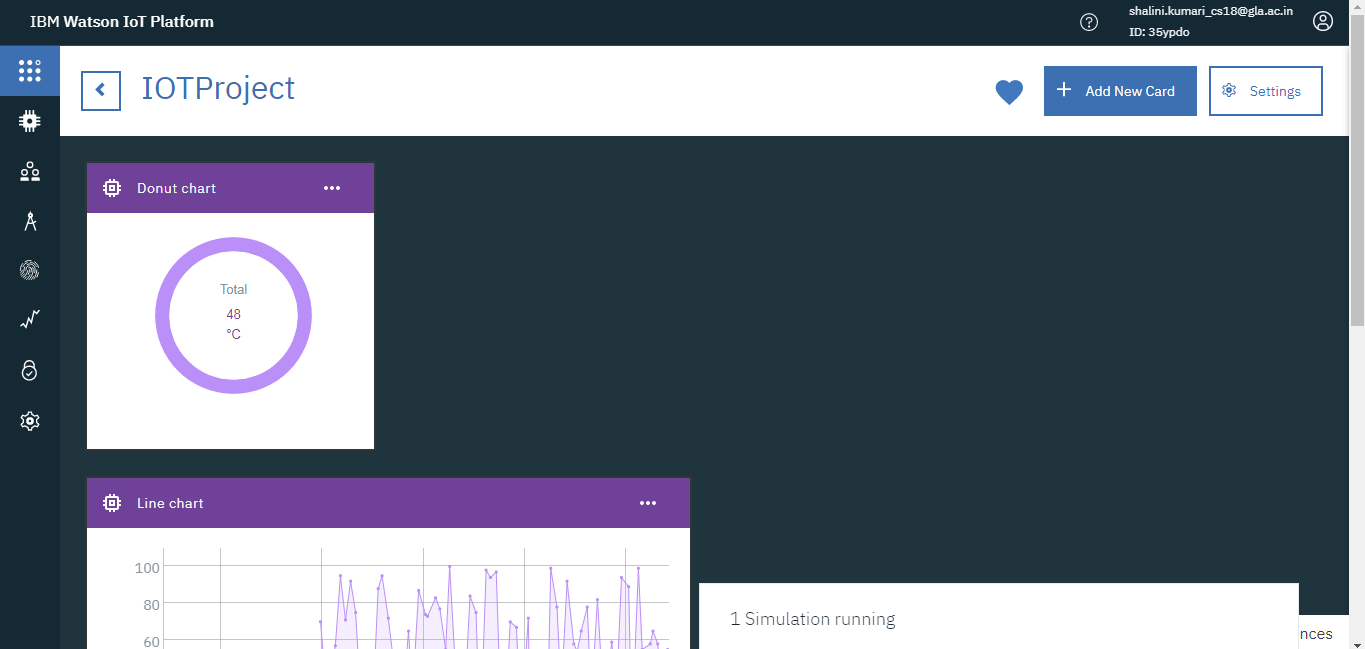 IBM Watson IoT Platform
shalini.kumari_cs18@gla.ac.in
ID: 35ypdo
IOTProject
Add New Card
Settings
Donut chart
Total
48
°C
Line chart
100
80
60
1 Simulation running
nces